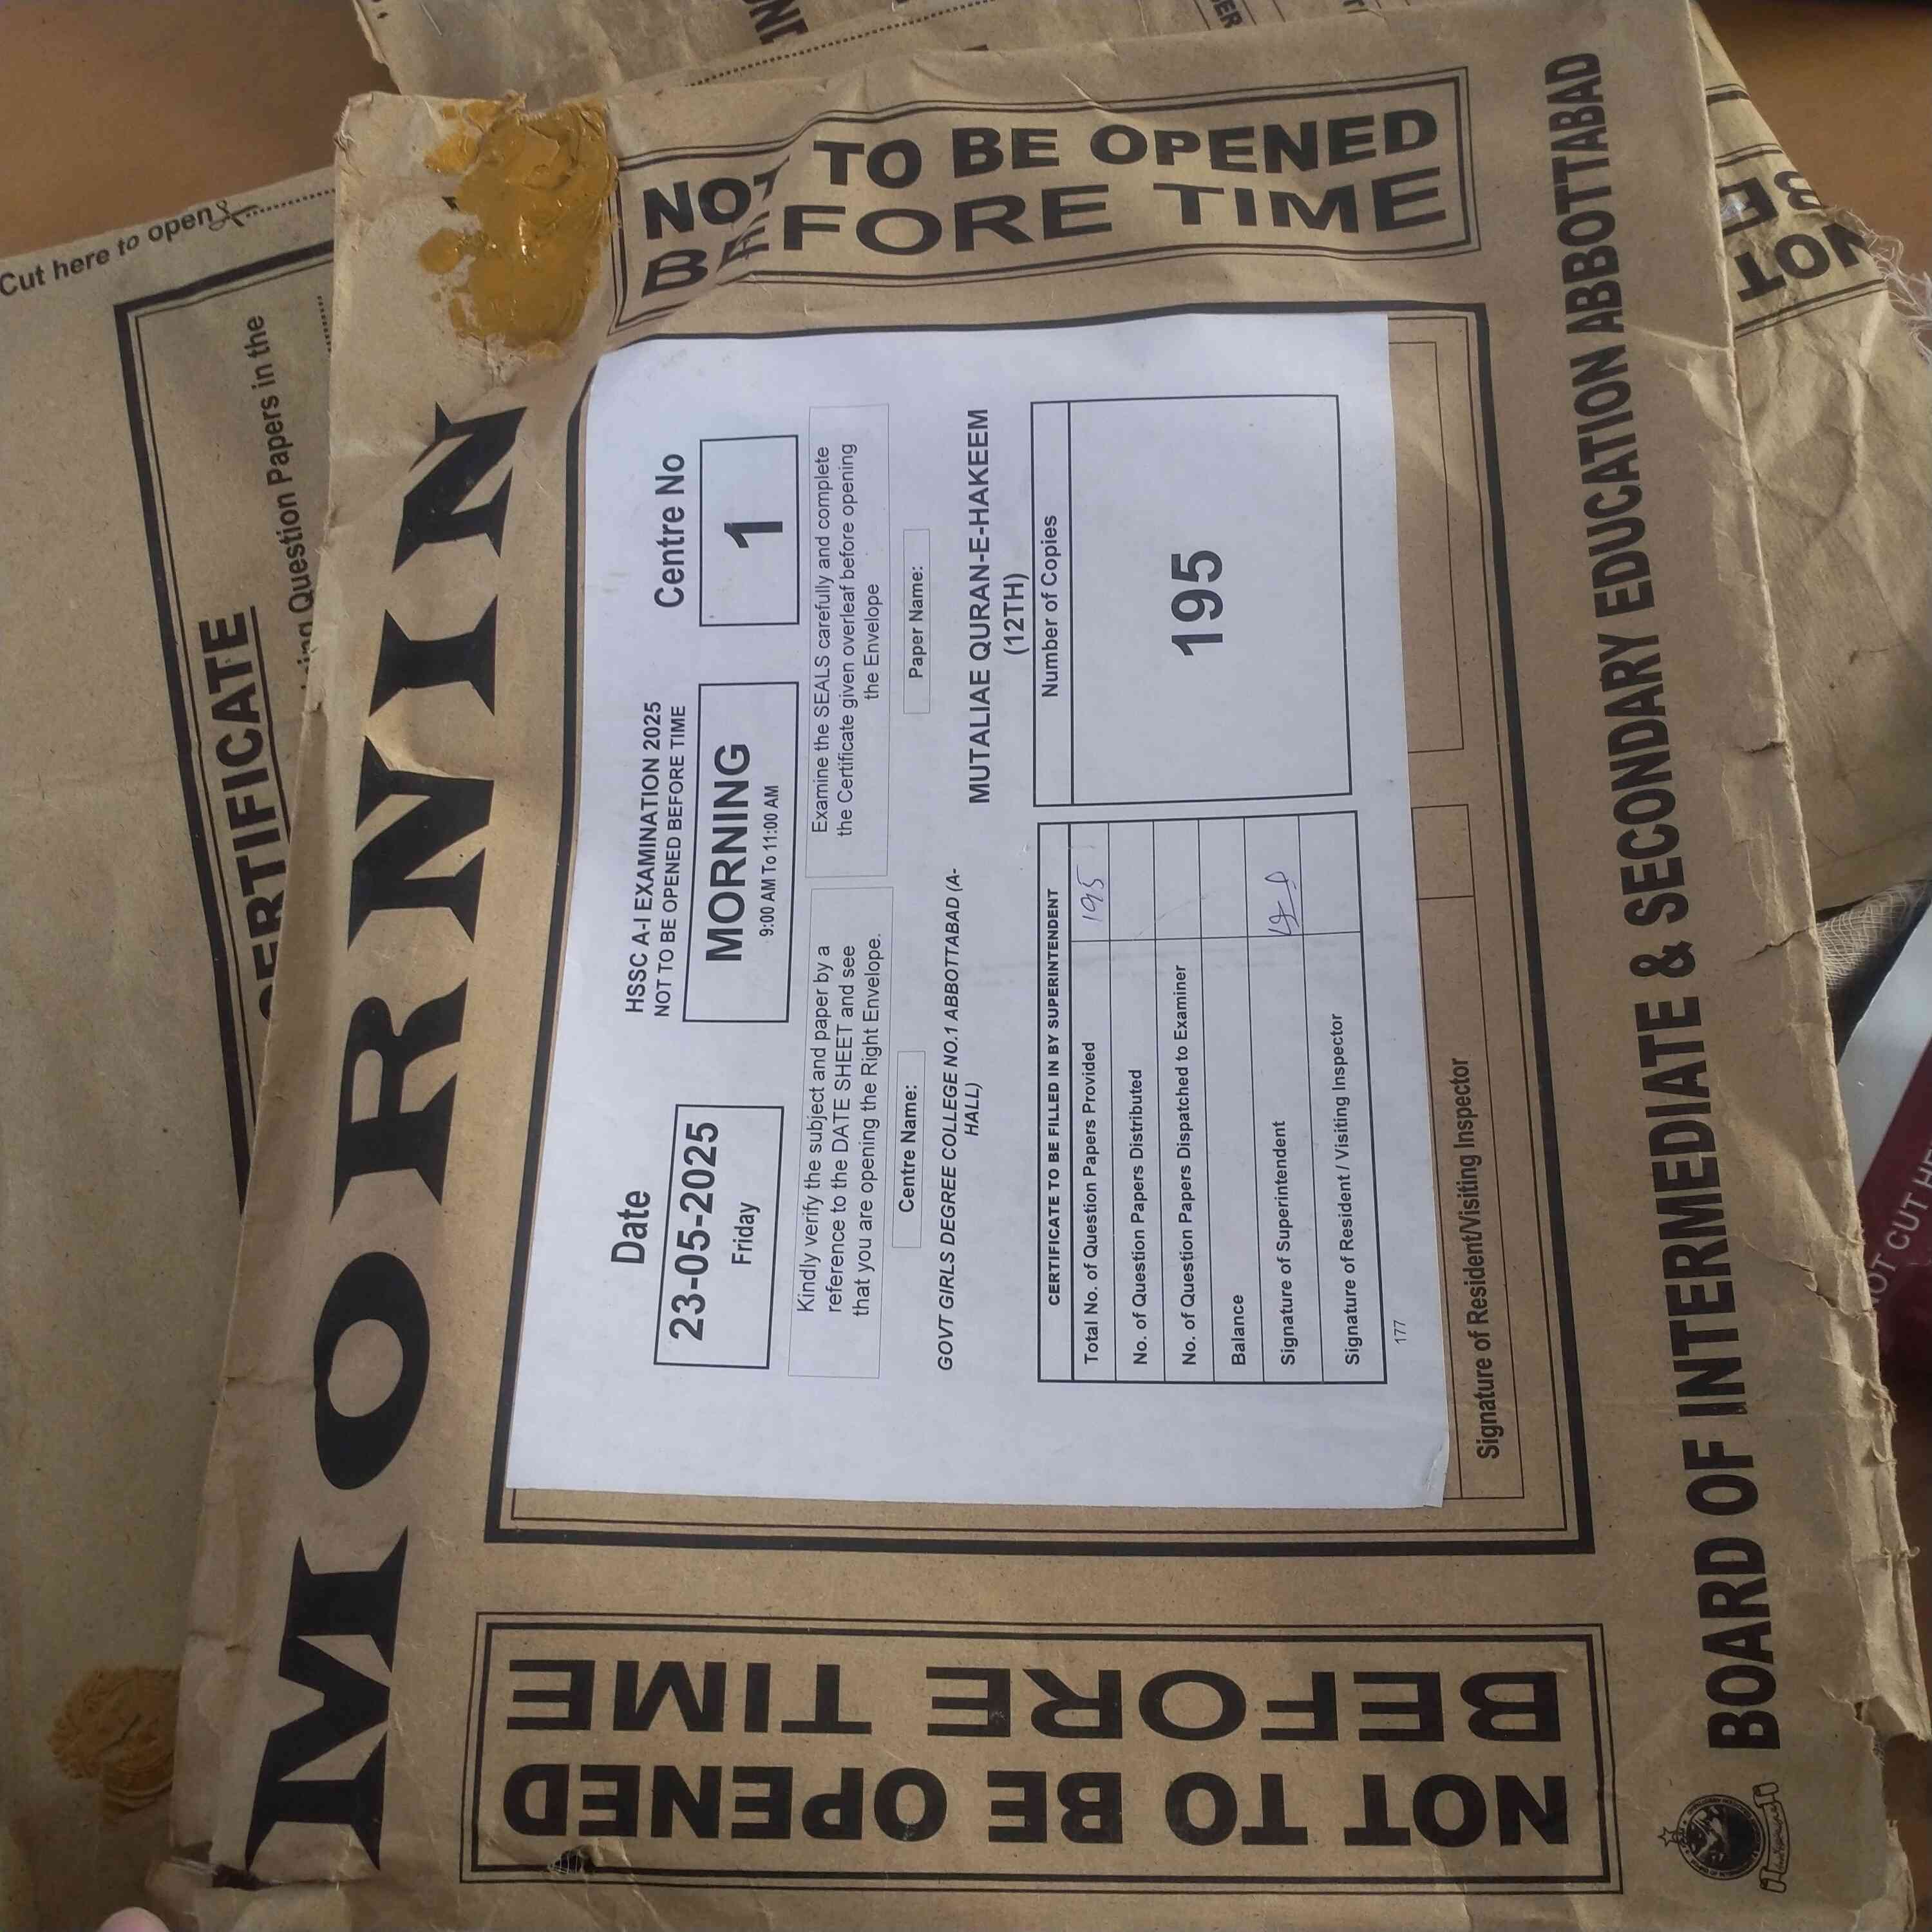 MORNIN
NOT TO BE OPENED
BEFORE TIME
NOT TO BE OPENED
BEFORE TIME
Date
23-05-2025
Friday
HSSC A-I EXAMINATION 2025
NOT TO BE OPENED BEFORE TIME
MORNING
9:00 AM To 11:00 AM
Centre No
1
Kindly verify the subject and paper by a
reference to the DATE SHEET and see
that you are opening the Right Envelope.
Examine the SEALS carefully and complete
the Certificate given overleaf before opening
the Envelope
Centre Name:
GOVT GIRLS DEGREE COLLEGE NO.1 ABBOTTABAD (A-
HALL)
Paper Name:
MUTALIAE QURAN-E-HAKEEM
(12TH)
CERTIFICATE TO BE FILLED IN BY SUPERINTENDENT
Total No. of Question Papers Provided 195
No. of Question Papers Distributed
No. of Question Papers Dispatched to Examiner
Balance
Signature of Superintendent
Signature of Resident / Visiting Inspector
Number of Copies
195
177
Signature of Resident/Visiting Inspector
BOARD OF INTERMEDIATE & SECONDARY EDUCATION ABBOTTABAD
Cut here to open
CERTIFICATE
Question Papers in the
NOT
BE
NOT CUT HE